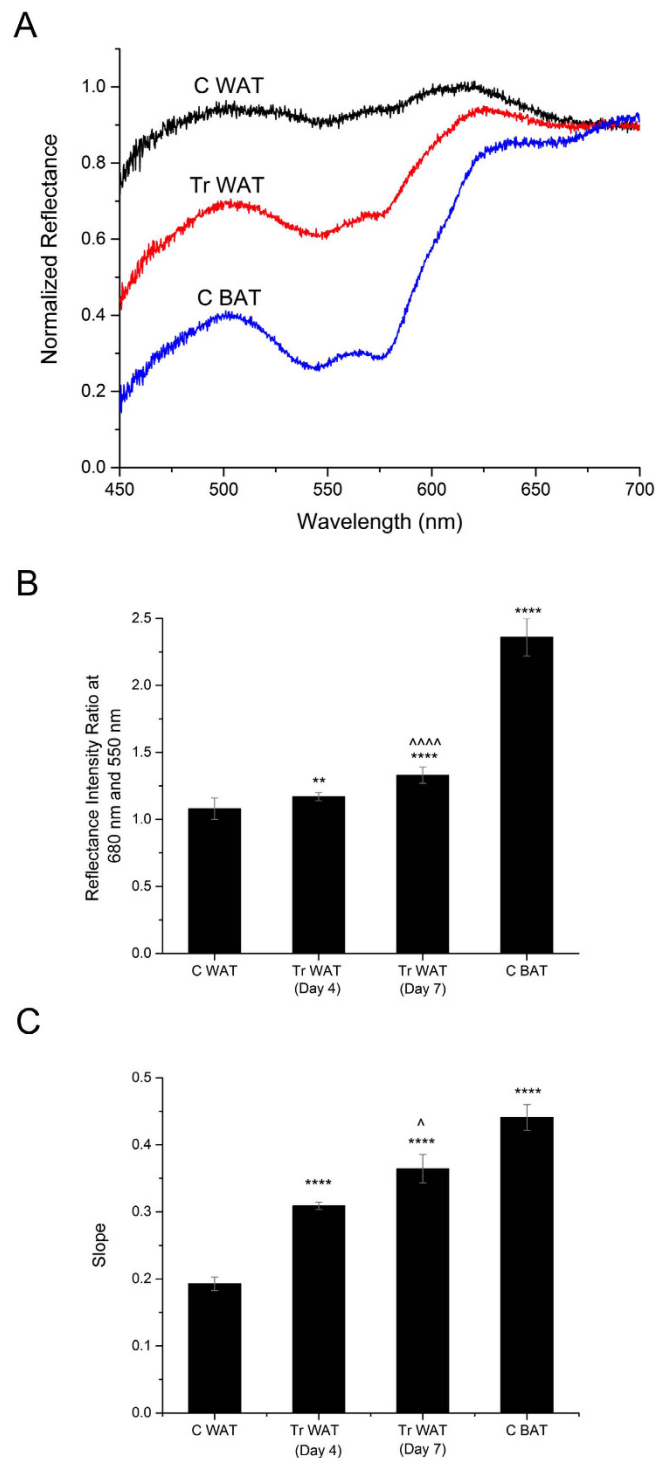 A
C WAT
Tr WAT
C BAT
1.0
0.8
0.6
0.4
0.2
0.0
Normalized Reflectance
450
500
550
600
650
700
Wavelength (nm)
B
2.5
2.0
1.5
1.0
0.5
0.0
Reflectance Intensity Ratio at
680 nm and 550 nm
**
^^^^
****
****
C WAT
Tr WAT
(Day 4)
Tr WAT
(Day 7)
C BAT
C
0.5
0.4
0.3
0.2
0.1
0.0
Slope
****
^
****
****
C WAT
Tr WAT
(Day 4)
Tr WAT
(Day 7)
C BAT